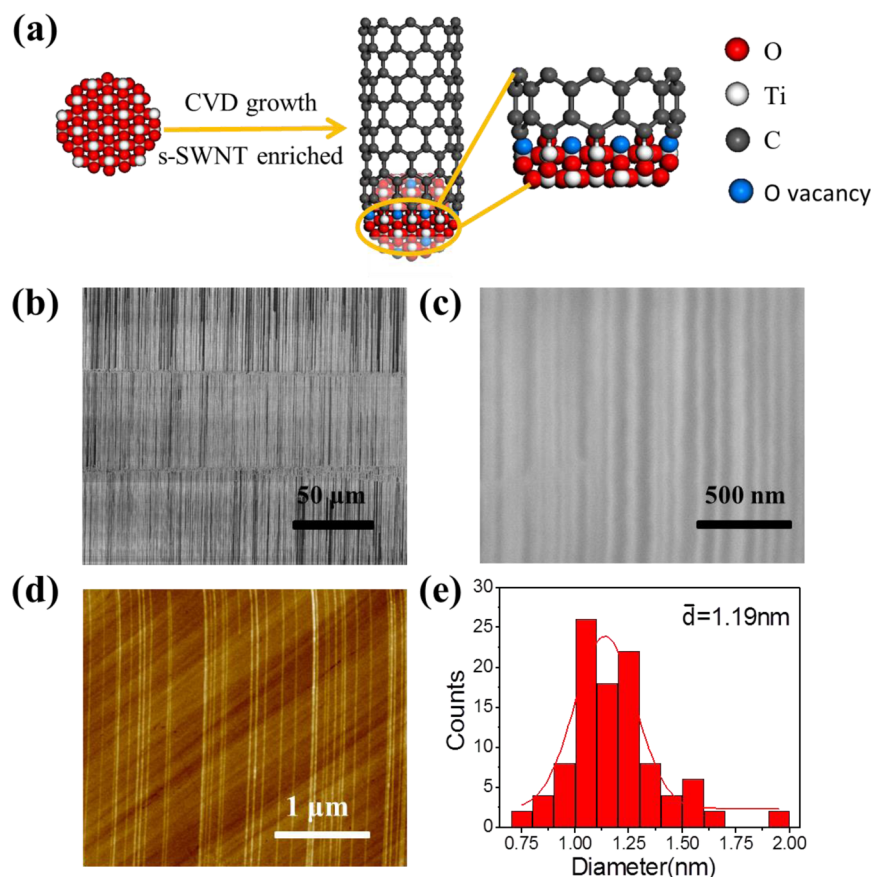 (a)
CVD growth
s-SWNT enriched
O
Ti
C
O vacancy
(b)
50 μm
(c)
500 nm
(d)
1 μm
(e)
d̄=1.19nm
30
25
20
15
10
5
0
Counts
0.75 1.00 1.25 1.50 1.75 2.00
Diameter(nm)